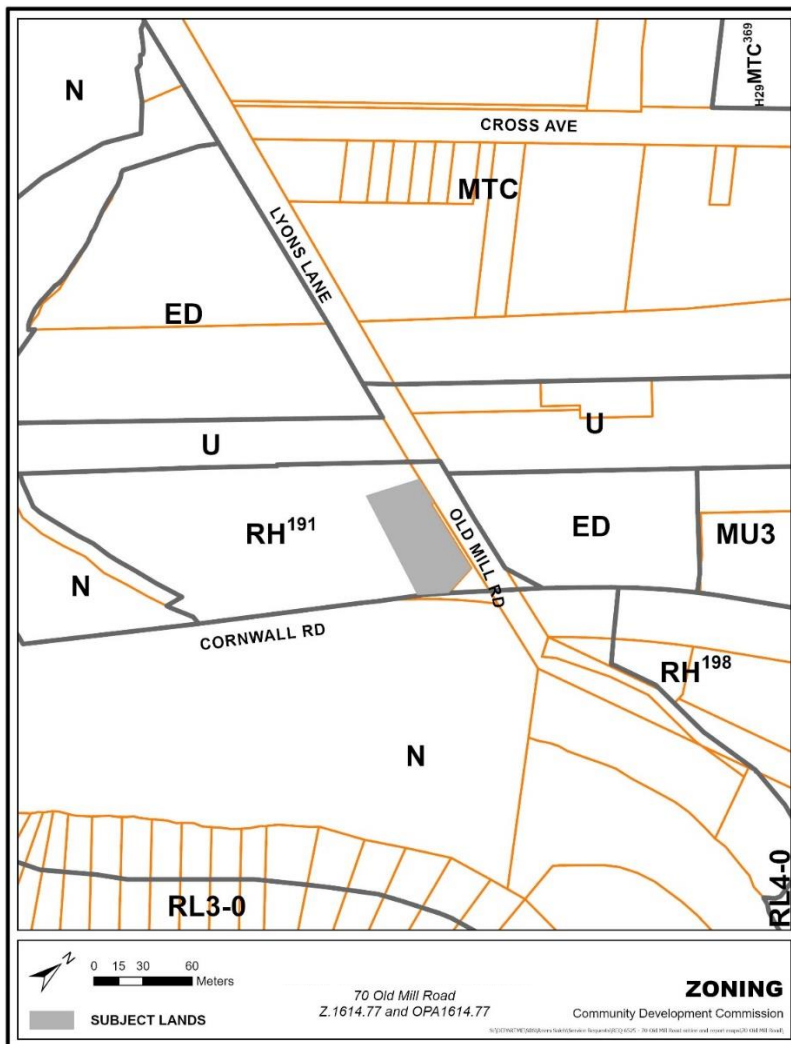 N
H29MTC369
CROSS AVE
MTC
LYONS LANE
ED
U
U
RH191
OLD MILL RD
ED
MU3
N
CORNWALL RD
RH198
N
RL3-0
RL4-0
N
0 15 30 60
Meters
SUBJECT LANDS
70 Old Mill Road
Z.1614.77 and OPA1614.77
ZONING
Community Development Commission